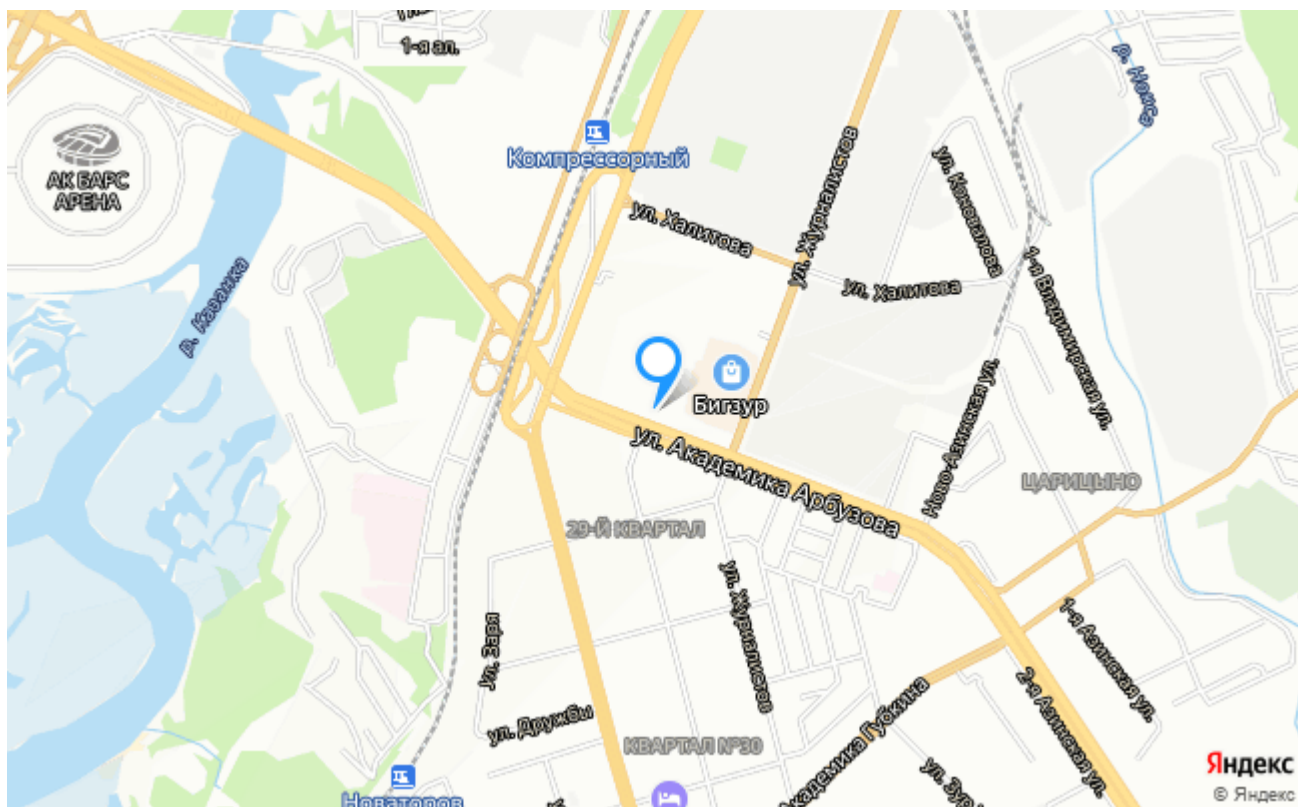 1-я ал.
р. Нокса
Компрессорный
АК БАРС
АРЕНА
ул. Халитова
ул. Журналистов
ул. Коновалова
р. Казанка
ул. Халитова
1-я Владимирская ул.
Бигзур
ул. Академика Арбузова
Ново-Азинская ул.
ЦАРИЦЫНО
29-Й КВАРТАЛ
ул. Журналистов
ул. Заря
1-я Азинская ул.
2-я Азинская ул.
ул. Дружбы
КВАРТАЛ №30
Академика Губкина
Новаторов
Яндекс
© Яндекс